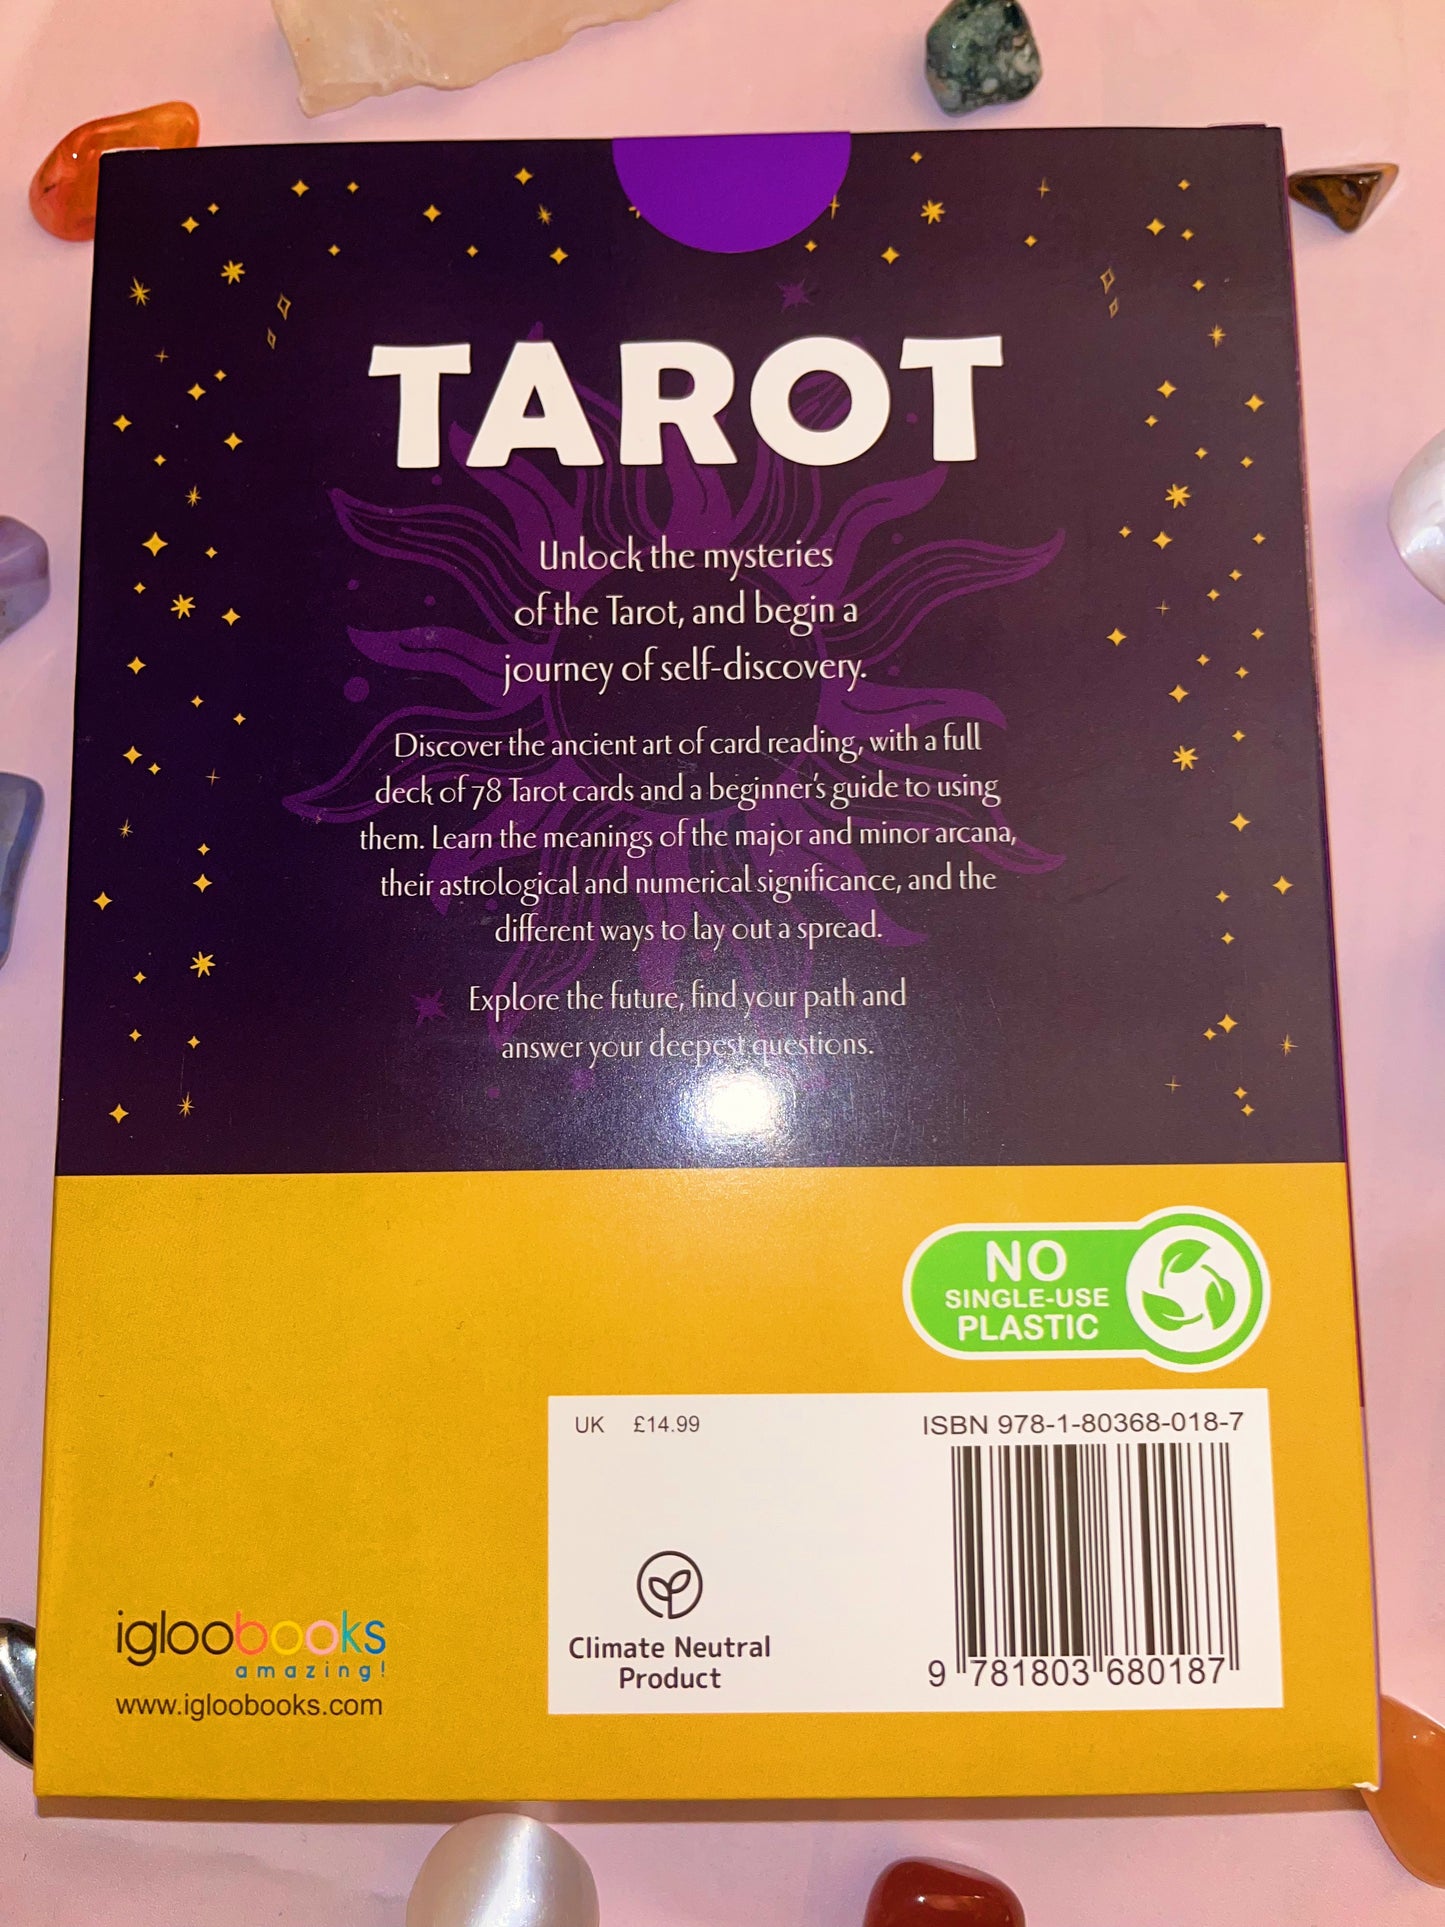 TAROT
Unlock the mysteries
of the Tarot, and begin a
journey of self-discovery.
Discover the ancient art of card reading, with a full
deck of 78 Tarot cards and a beginner's guide to using
them. Learn the meanings of the major and minor arcana,
their astrological and numerical significance, and the
different ways to lay out a spread.
Explore the future, find your path and
answer your deepest questions.
NO
SINGLE-USE
PLASTIC
UK £14.99
ISBN 978-1-80368-018-7
Climate Neutral
Product
9 781803 680187
igloobooks
amazing!
www.igloobooks.com